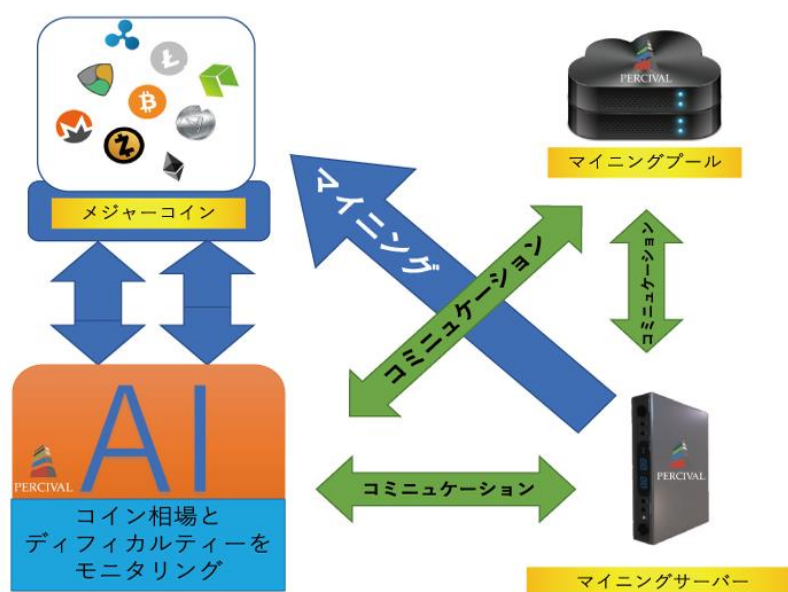 PERCIVAL
マイニングプール
メジャーコイン
マイニング
コミニュケーション
コミニュケーション
AI
PERCIVAL
コイン相場と
ディフィカルティーを
モニタリング
コミニュケーション
PERCIVAL
マイニングサーバー